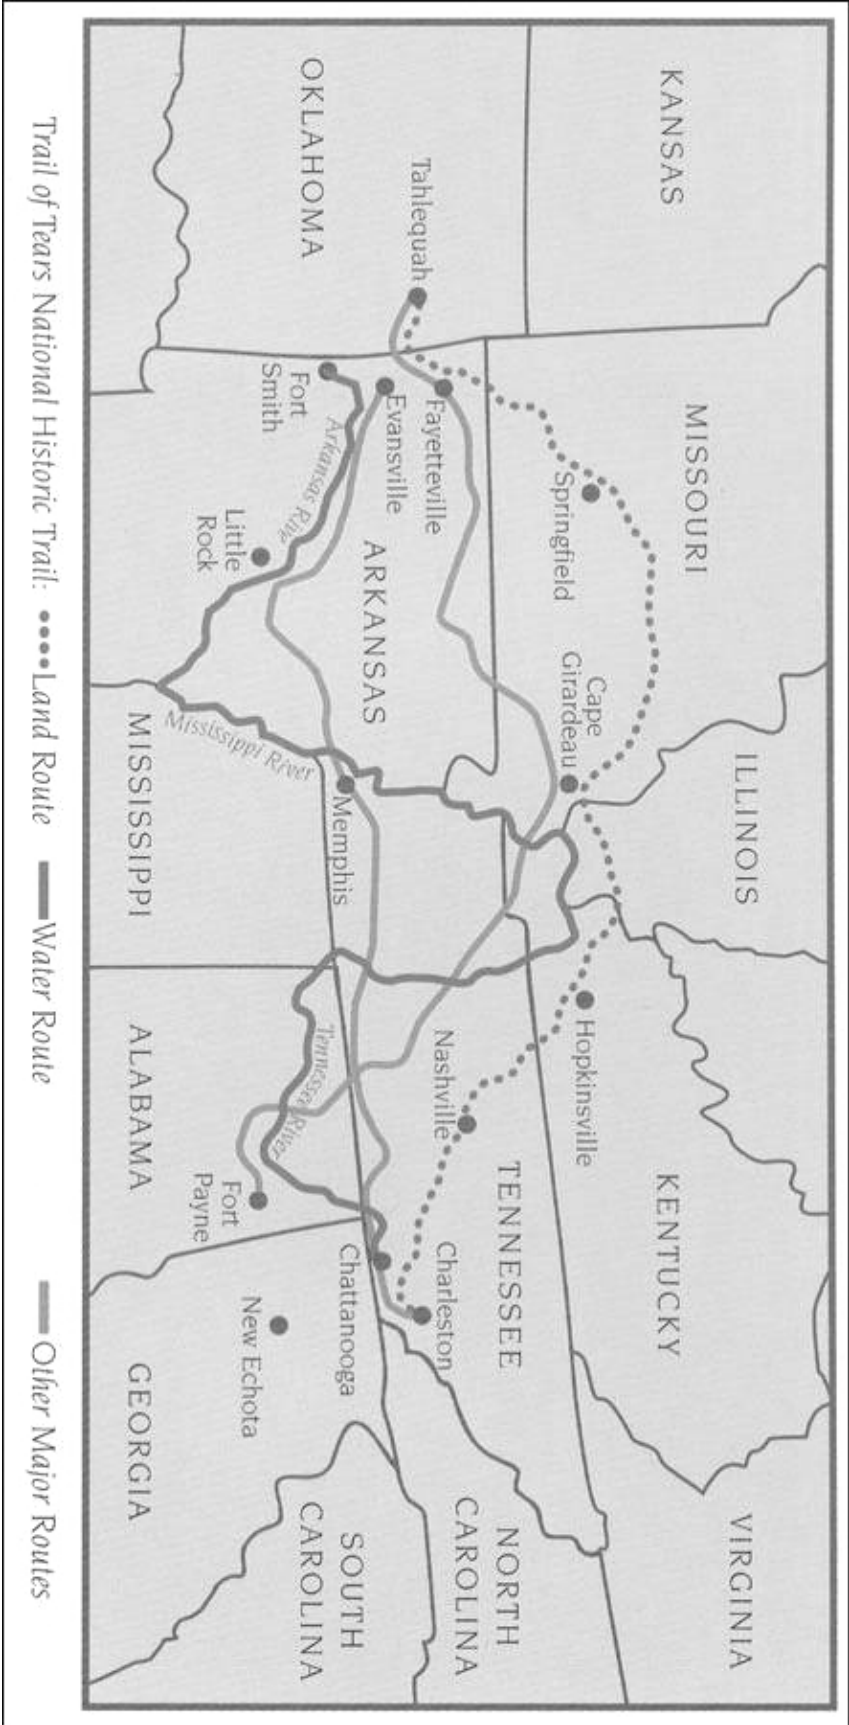 KANSAS
MISSOURI
ILLINOIS
KENTUCKY
VIRGINIA
Springfield
Cape
Girardeau
Hopkinsville
OKLAHOMA
Tahlequah
Fayetteville
Evansville
ARKANSAS
Memphis
Nashville
TENNESSEE
Charleston
NORTH
CAROLINA
Fort
Smith
Arkansas Rive
Little
Rock
Mississippi River
Tennessee River
Chattanooga
SOUTH
CAROLINA
MISSISSIPPI
ALABAMA
Fort
Payne
New Echota
GEORGIA
Trail of Tears National Historic Trail: Land Route Water Route Other Major Routes